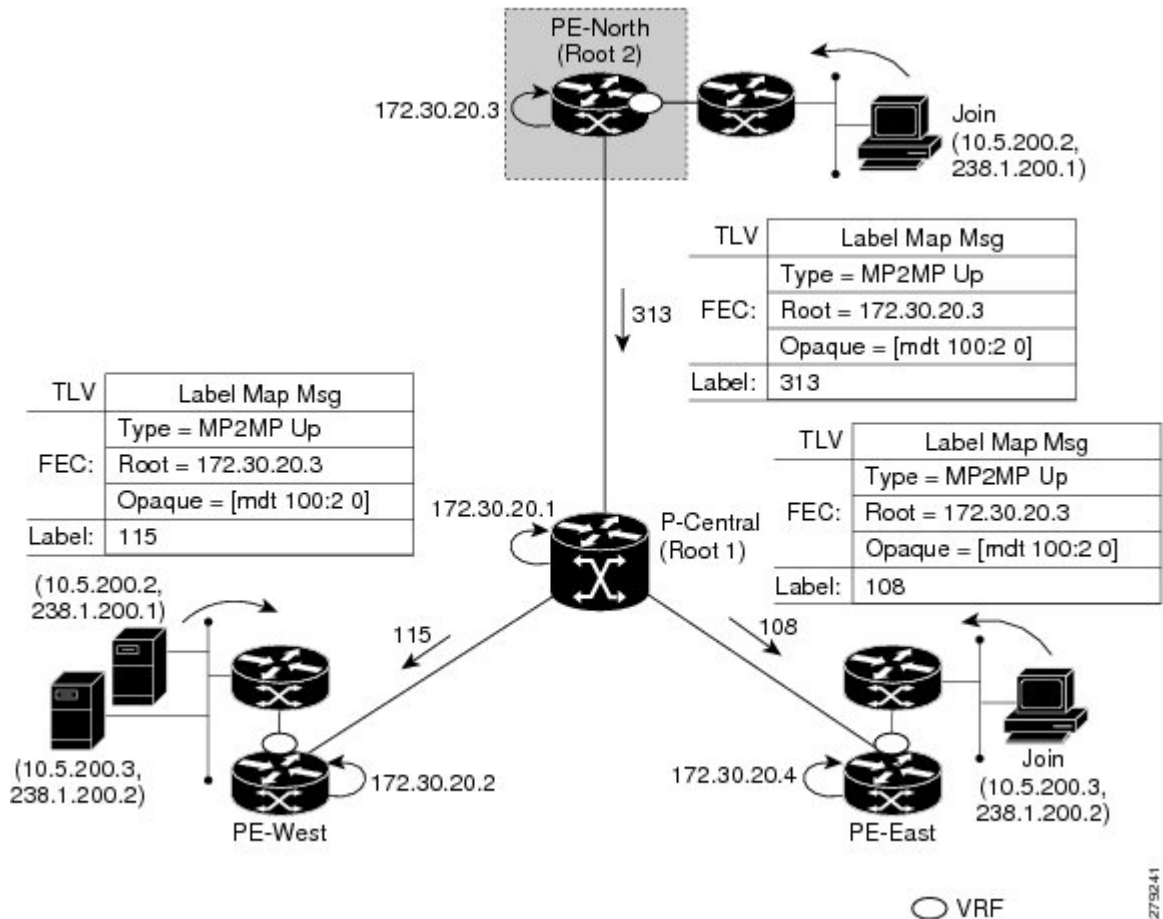 PE-North
(Root 2)
172.30.20.3
Join
(10.5.200.2,
238.1.200.1)
TLV Label Map Msg
Type = MP2MP Up
FEC: Root = 172.30.20.3
Opaque = [mdt 100:2 0]
Label: 313
313
TLV Label Map Msg
Type = MP2MP Up
FEC: Root = 172.30.20.3
Opaque = [mdt 100:2 0]
Label: 115
TLV Label Map Msg
Type = MP2MP Up
FEC: Root = 172.30.20.3
Opaque = [mdt 100:2 0]
Label: 108
172.30.20.1
P-Central
(Root 1)
(10.5.200.2,
238.1.200.1)
115
108
(10.5.200.3,
238.1.200.2)
172.30.20.2
PE-West
172.30.20.4
PE-East
Join
(10.5.200.3,
238.1.200.2)
VRF
279241